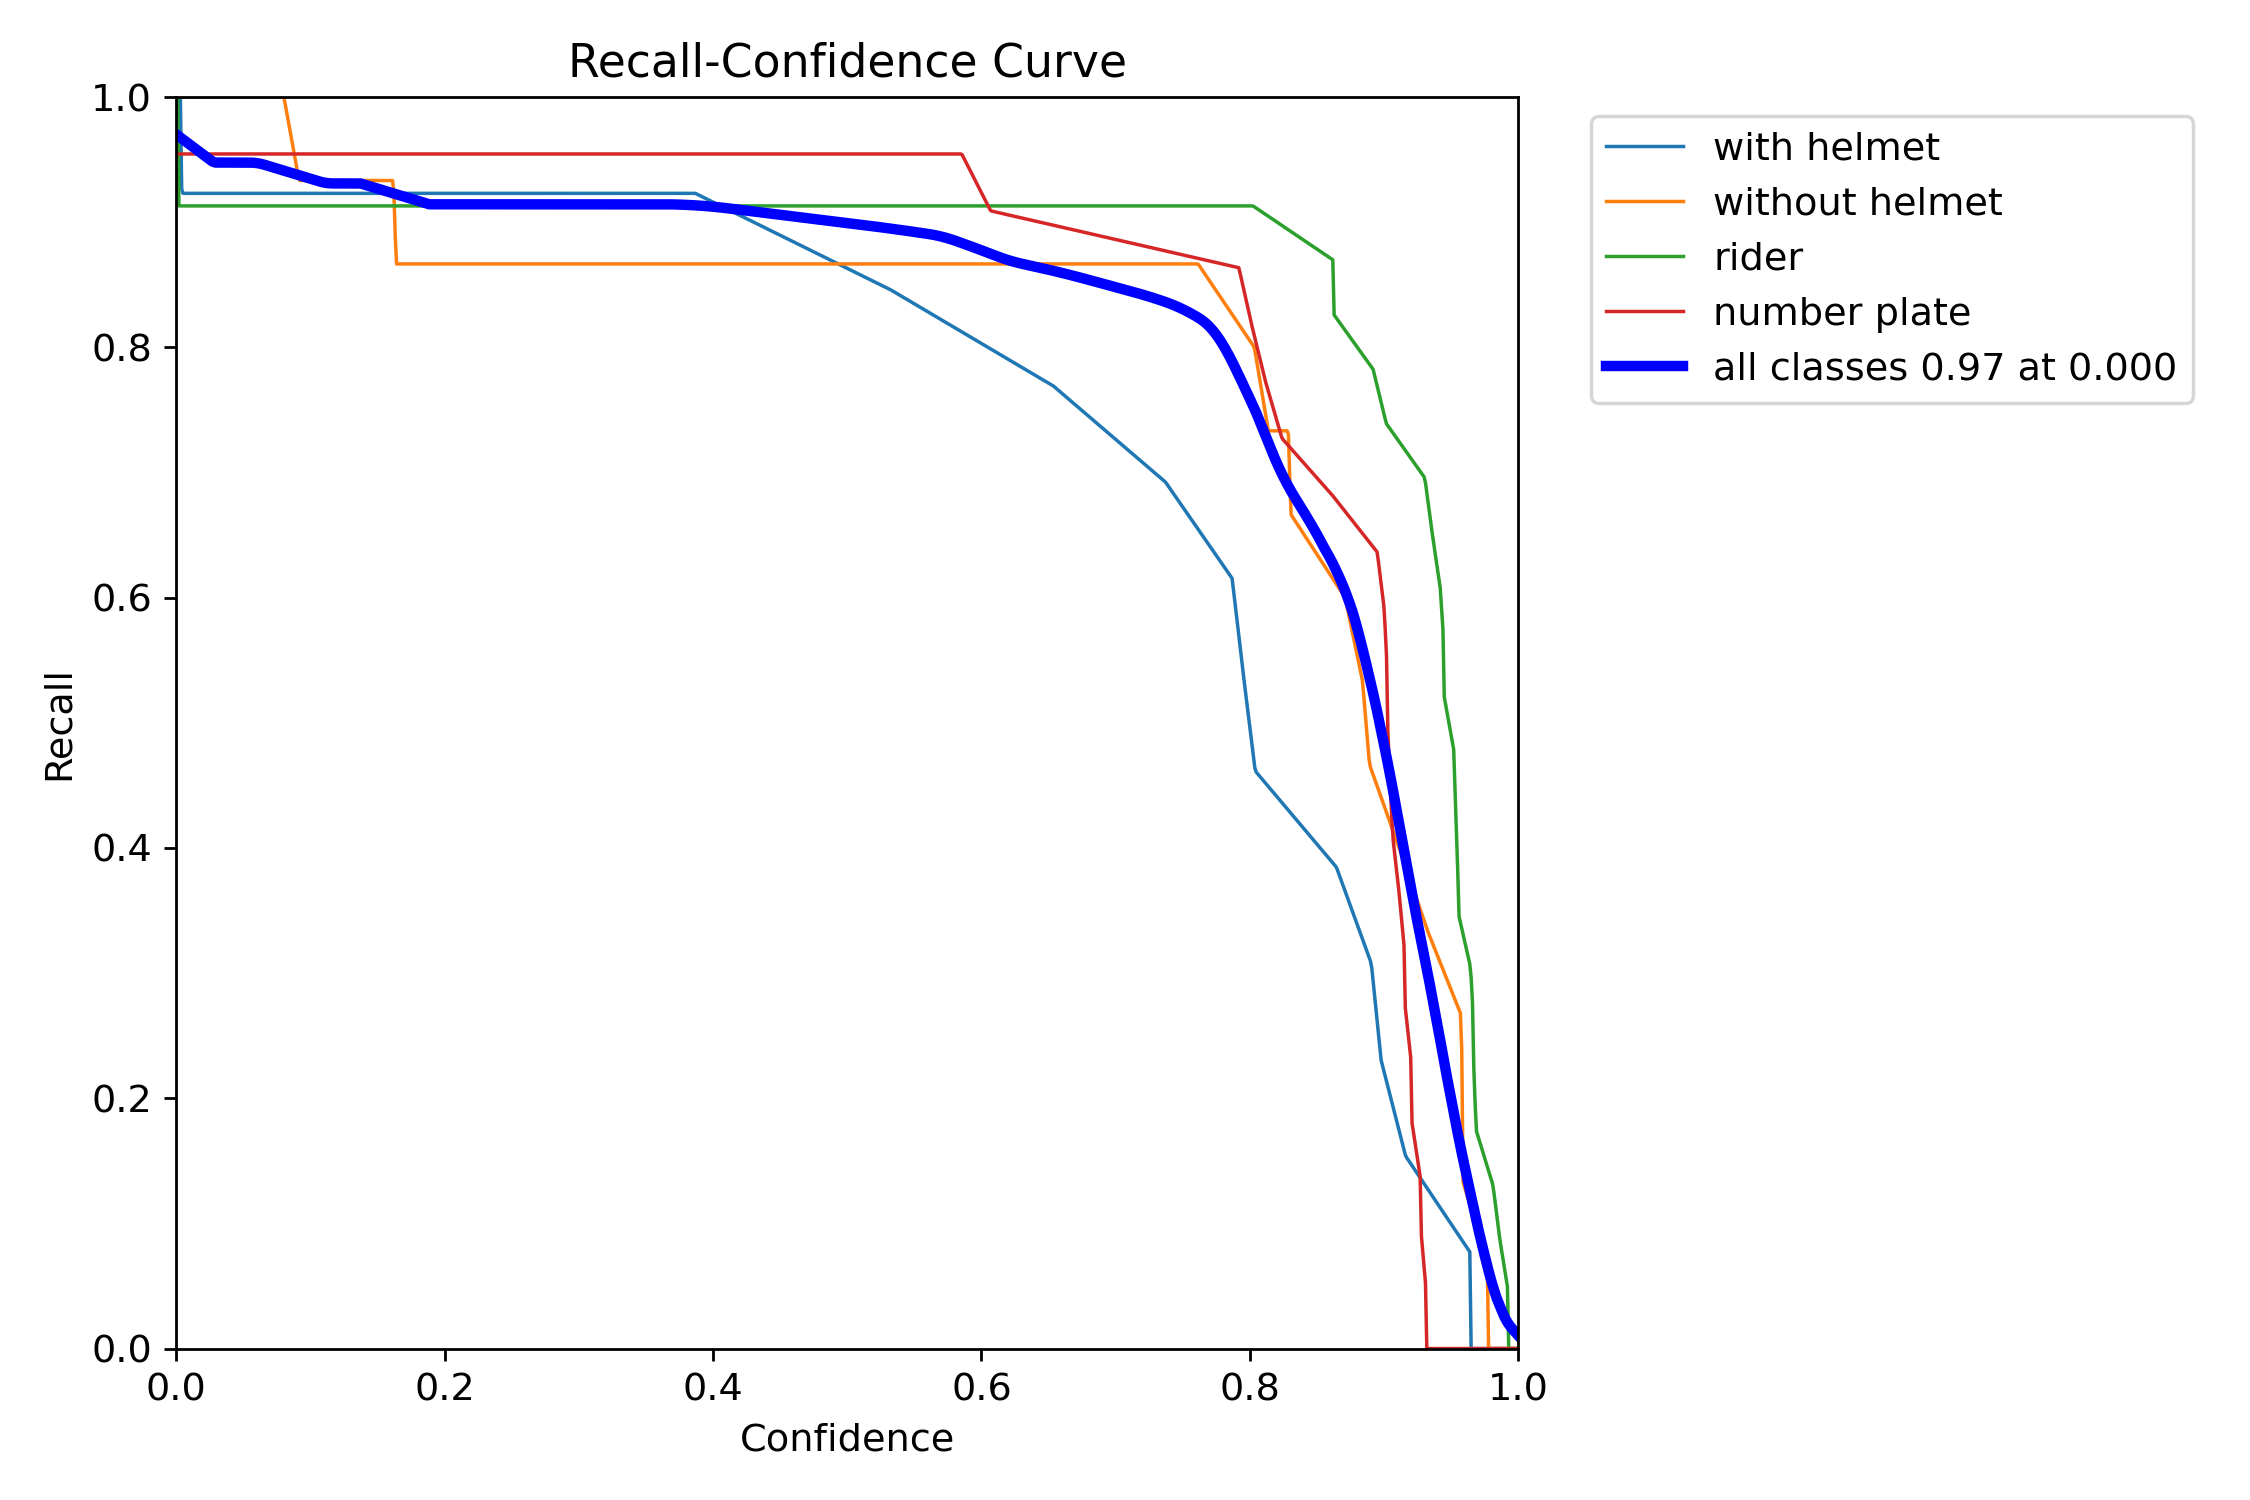 Recall-Confidence Curve
1.0
0.8
0.6
0.4
0.2
0.0
Recall
0.0 0.2 0.4 0.6 0.8 1.0
Confidence
with helmet
without helmet
rider
number plate
all classes 0.97 at 0.000